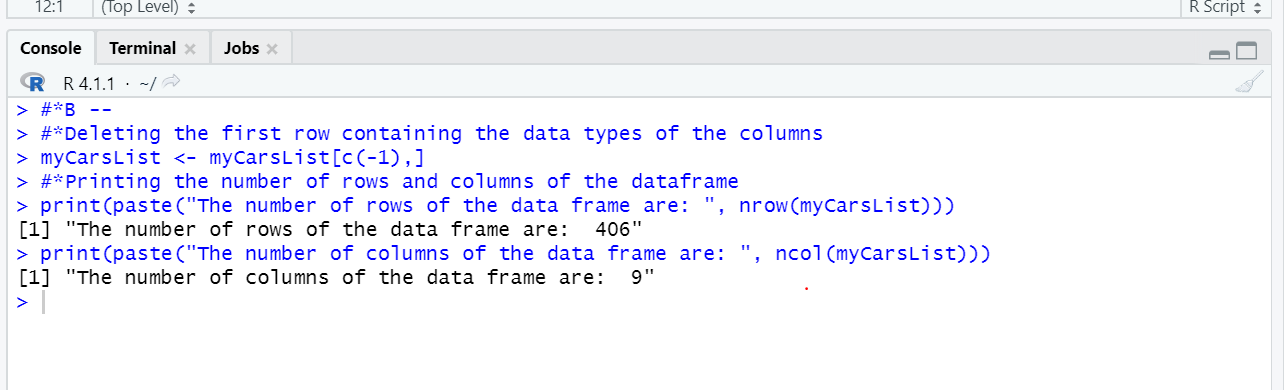 12:1 (Top Level) R Script
Console Terminal Jobs
R R 4.1.1 · ~/
> #*B --
> #*Deleting the first row containing the data types of the columns
> myCarsList <- myCarsList[c(-1),]
> #*Printing the number of rows and columns of the dataframe
> print(paste("The number of rows of the data frame are: ", nrow(myCarsList)))
[1] "The number of rows of the data frame are:  406"
> print(paste("The number of columns of the data frame are: ", ncol(myCarsList)))
[1] "The number of columns of the data frame are:  9"
>